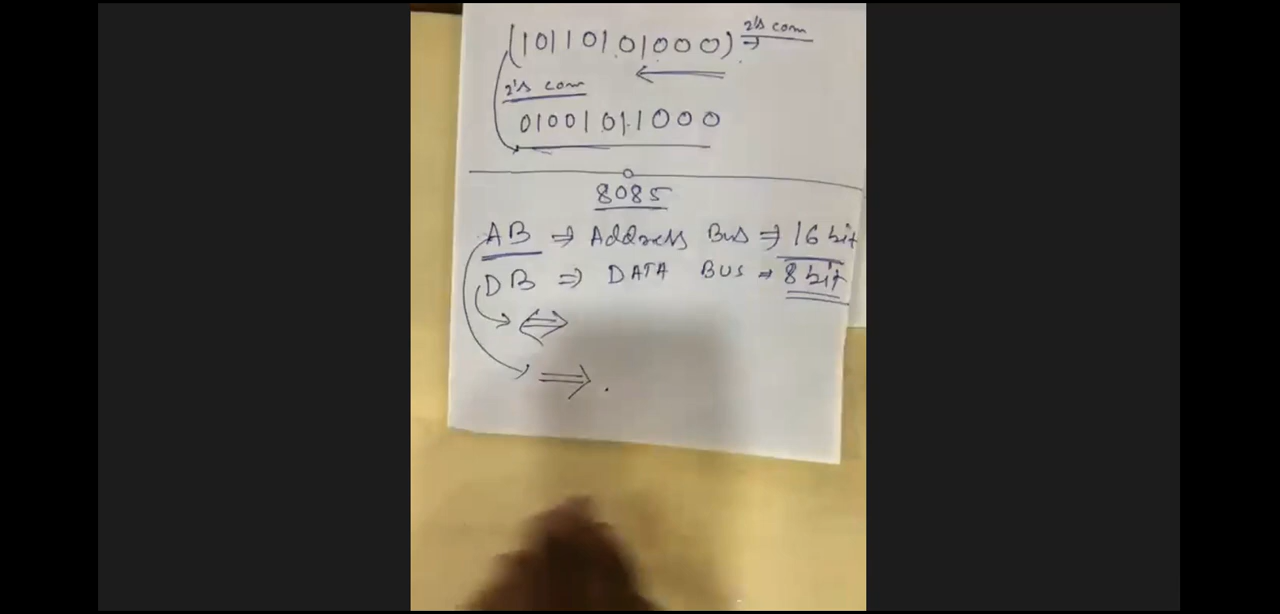 (10110101000) 2's com ⇒
2's com
01001011000
8085
AB ⇒ Address Bus ⇒ 16 bit
DB ⇒ DATA BUS ⇒ 8 bit
⇔
⇒